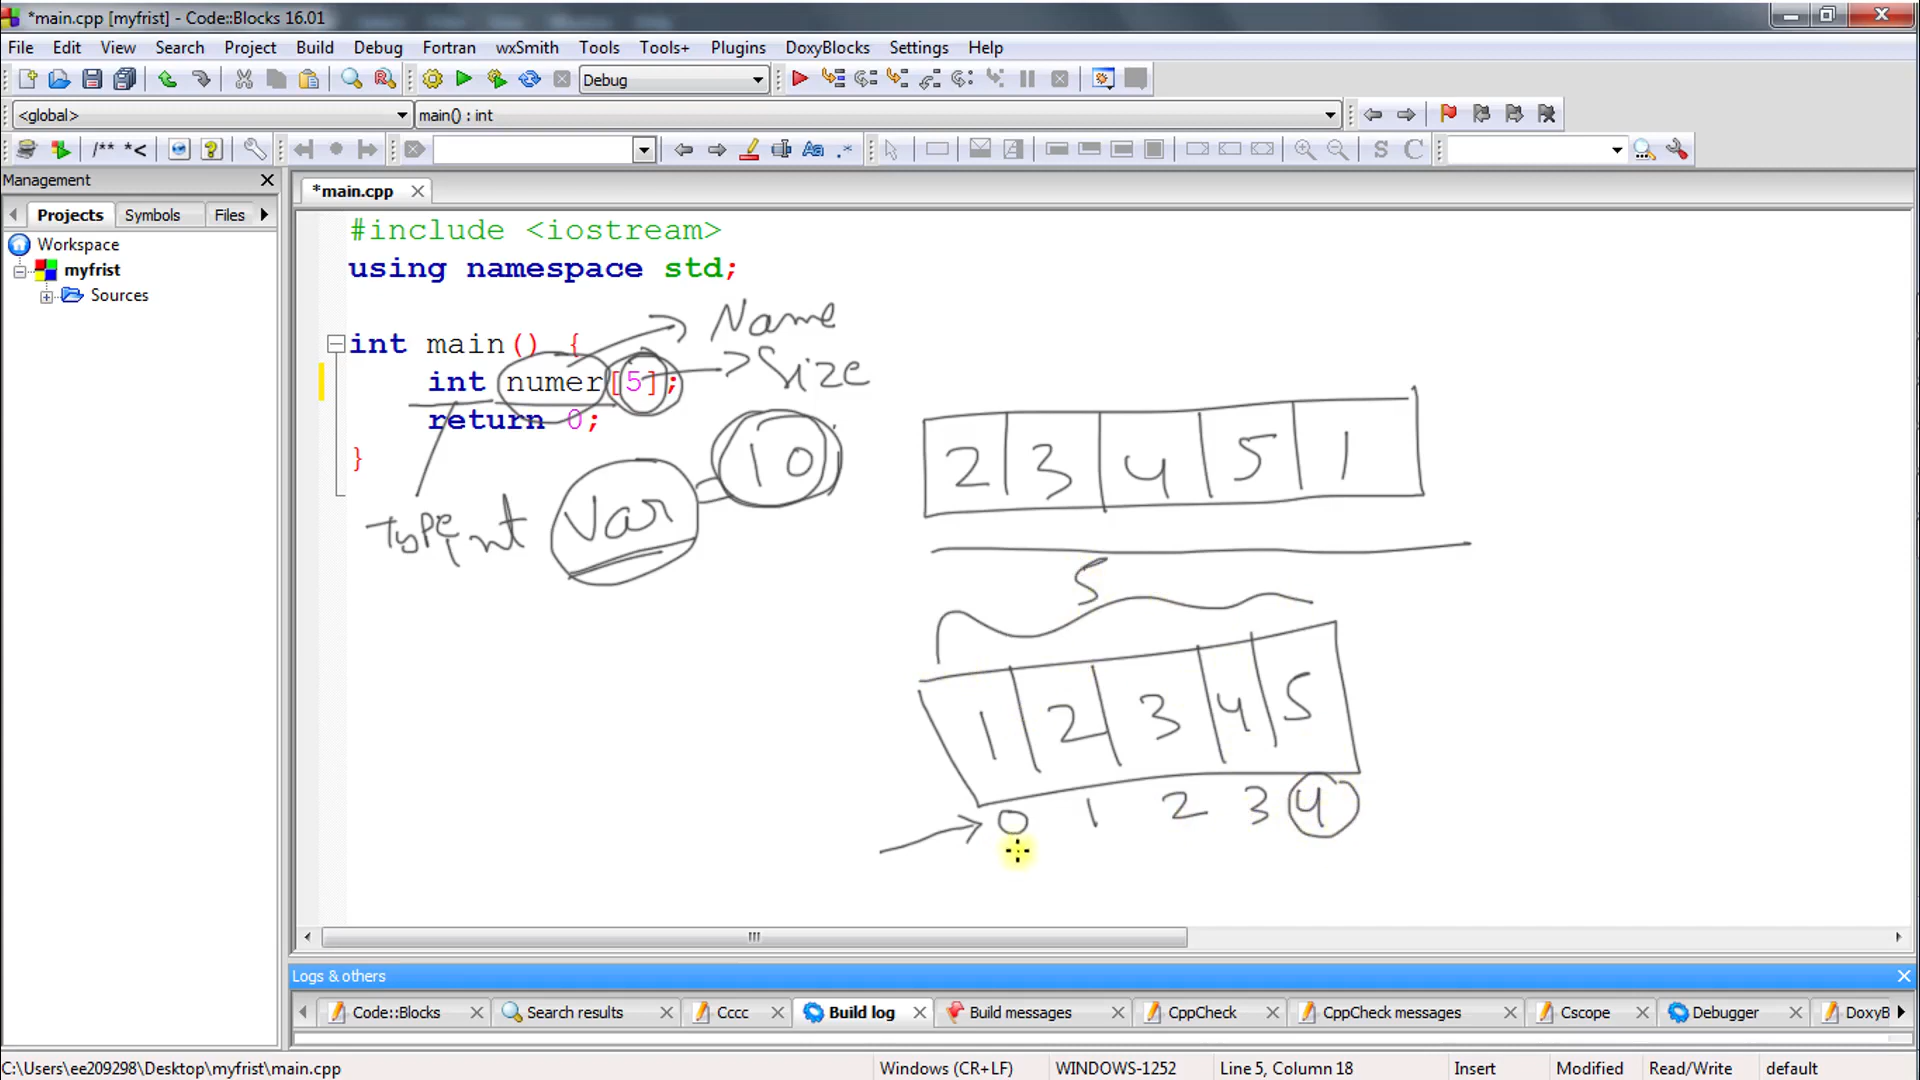 *main.cpp [myfrist] - Code::Blocks 16.01
File Edit View Search Project Build Debug Fortran wxSmith Tools Tools+ Plugins DoxyBlocks Settings Help
Debug
<global> main() : int
/** *<
Aa .* S C
Management
*main.cpp
Projects Symbols Files
Workspace
myfrist
Sources
#include <iostream>
using namespace std;
int main() {
int numer[5];
return 0;
}
Name
Size
Type
int Var = 10
2 3 4 5 1
5
1 2 3 4 5
0 1 2 3 4
Logs & others
Code::Blocks Search results Cccc Build log Build messages CppCheck CppCheck messages Cscope Debugger DoxyB
C:\Users\ee209298\Desktop\myfrist\main.cpp Windows (CR+LF) WINDOWS-1252 Line 5, Column 18 Insert Modified Read/Write default